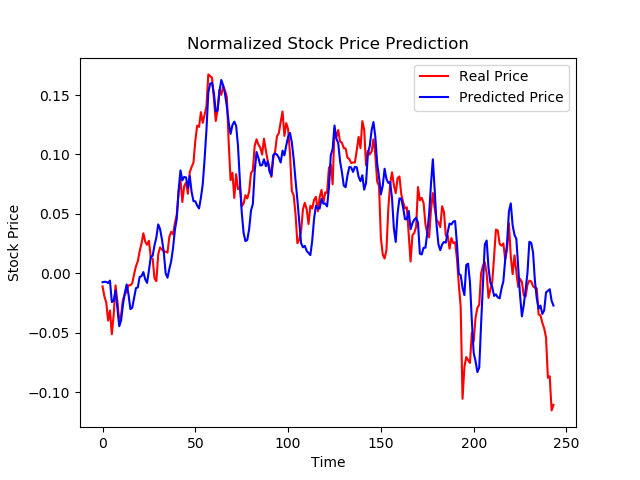 Normalized Stock Price Prediction
Real Price
Predicted Price
Stock Price
0.15
0.10
0.05
0.00
−0.05
−0.10
0
50
100
150
200
250
Time